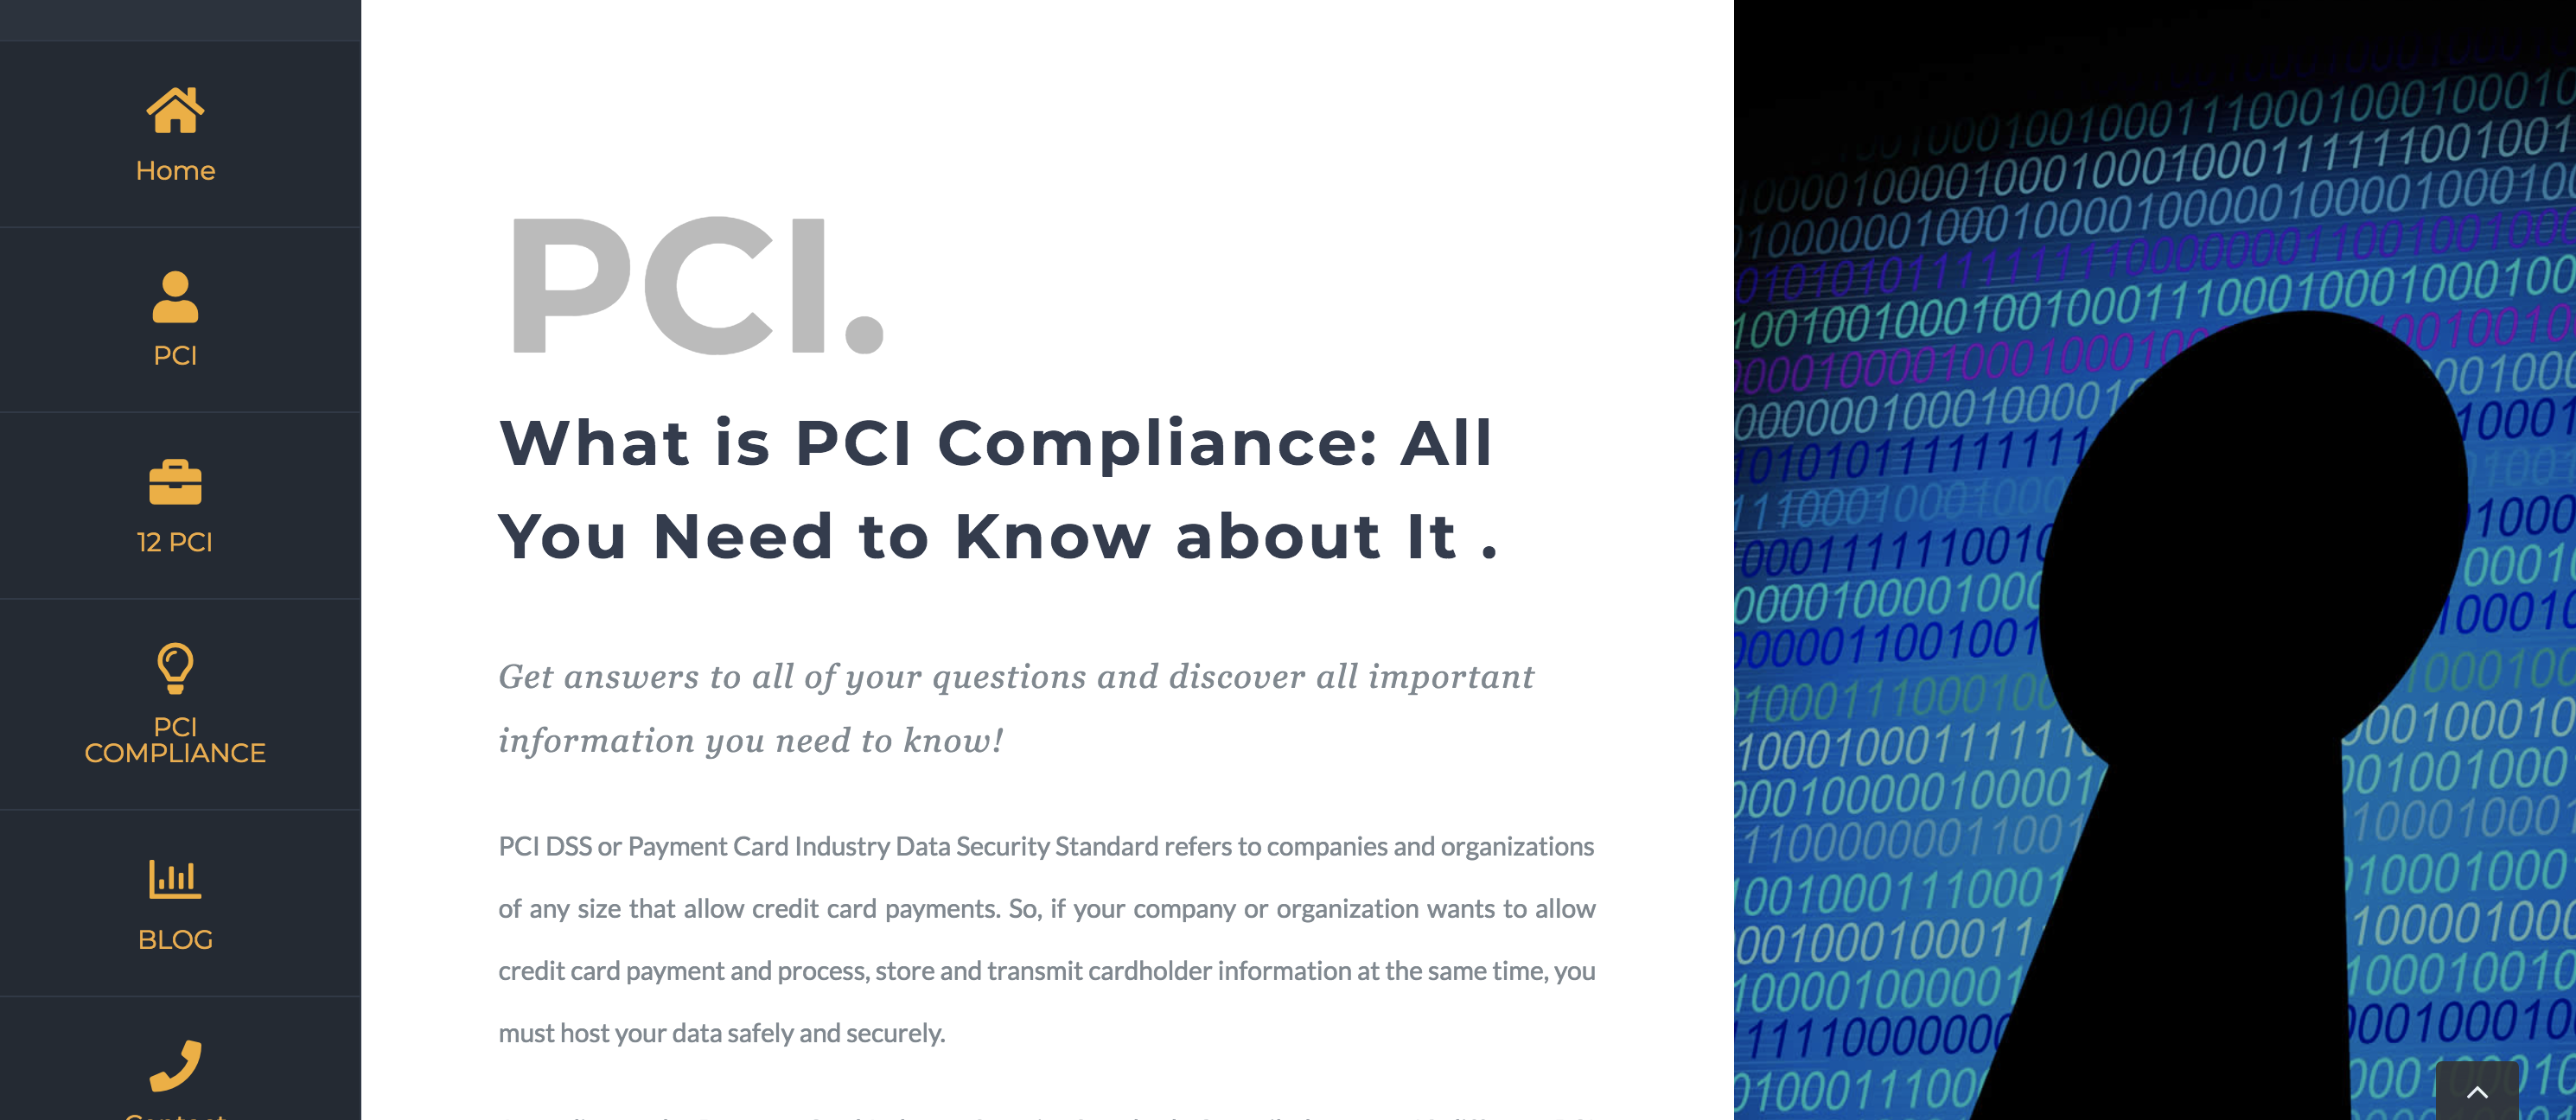 Home
PCI
12 PCI
PCI
COMPLIANCE
BLOG
Contact
PCI.
What is PCI Compliance: All
You Need to Know about It .
Get answers to all of your questions and discover all important
information you need to know!
PCI DSS or Payment Card Industry Data Security Standard refers to companies and organizations
of any size that allow credit card payments. So, if your company or organization wants to allow
credit card payment and process, store and transmit cardholder information at the same time, you
must host your data safely and securely.